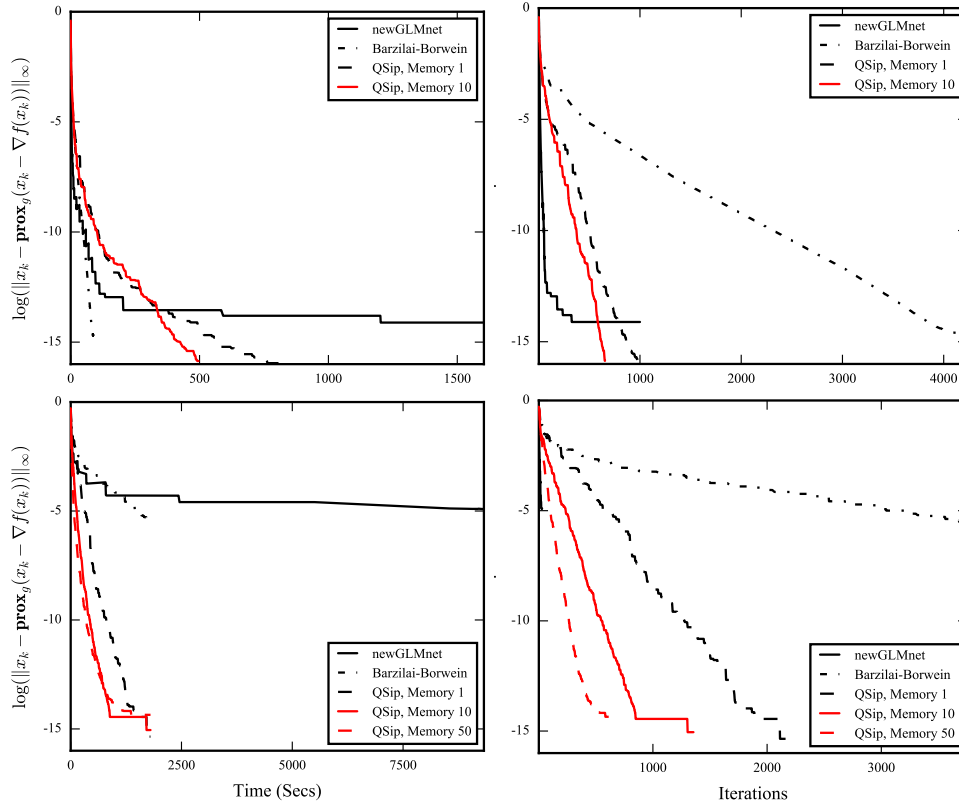 0
-5
-10
-15
0
500
1000
1500
log(||x_k − prox_g(x_k − ∇f(x_k))||_∞)
newGLMnet
Barzilai-Borwein
QSip, Memory 1
QSip, Memory 10
0
-5
-10
-15
1000
2000
3000
4000
newGLMnet
Barzilai-Borwein
QSip, Memory 1
QSip, Memory 10
0
-5
-10
-15
0
2500
5000
7500
log(||x_k − prox_g(x_k − ∇f(x_k))||_∞)
Time (Secs)
newGLMnet
Barzilai-Borwein
QSip, Memory 1
QSip, Memory 10
QSip, Memory 50
0
-5
-10
-15
1000
2000
3000
Iterations
newGLMnet
Barzilai-Borwein
QSip, Memory 1
QSip, Memory 10
QSip, Memory 50